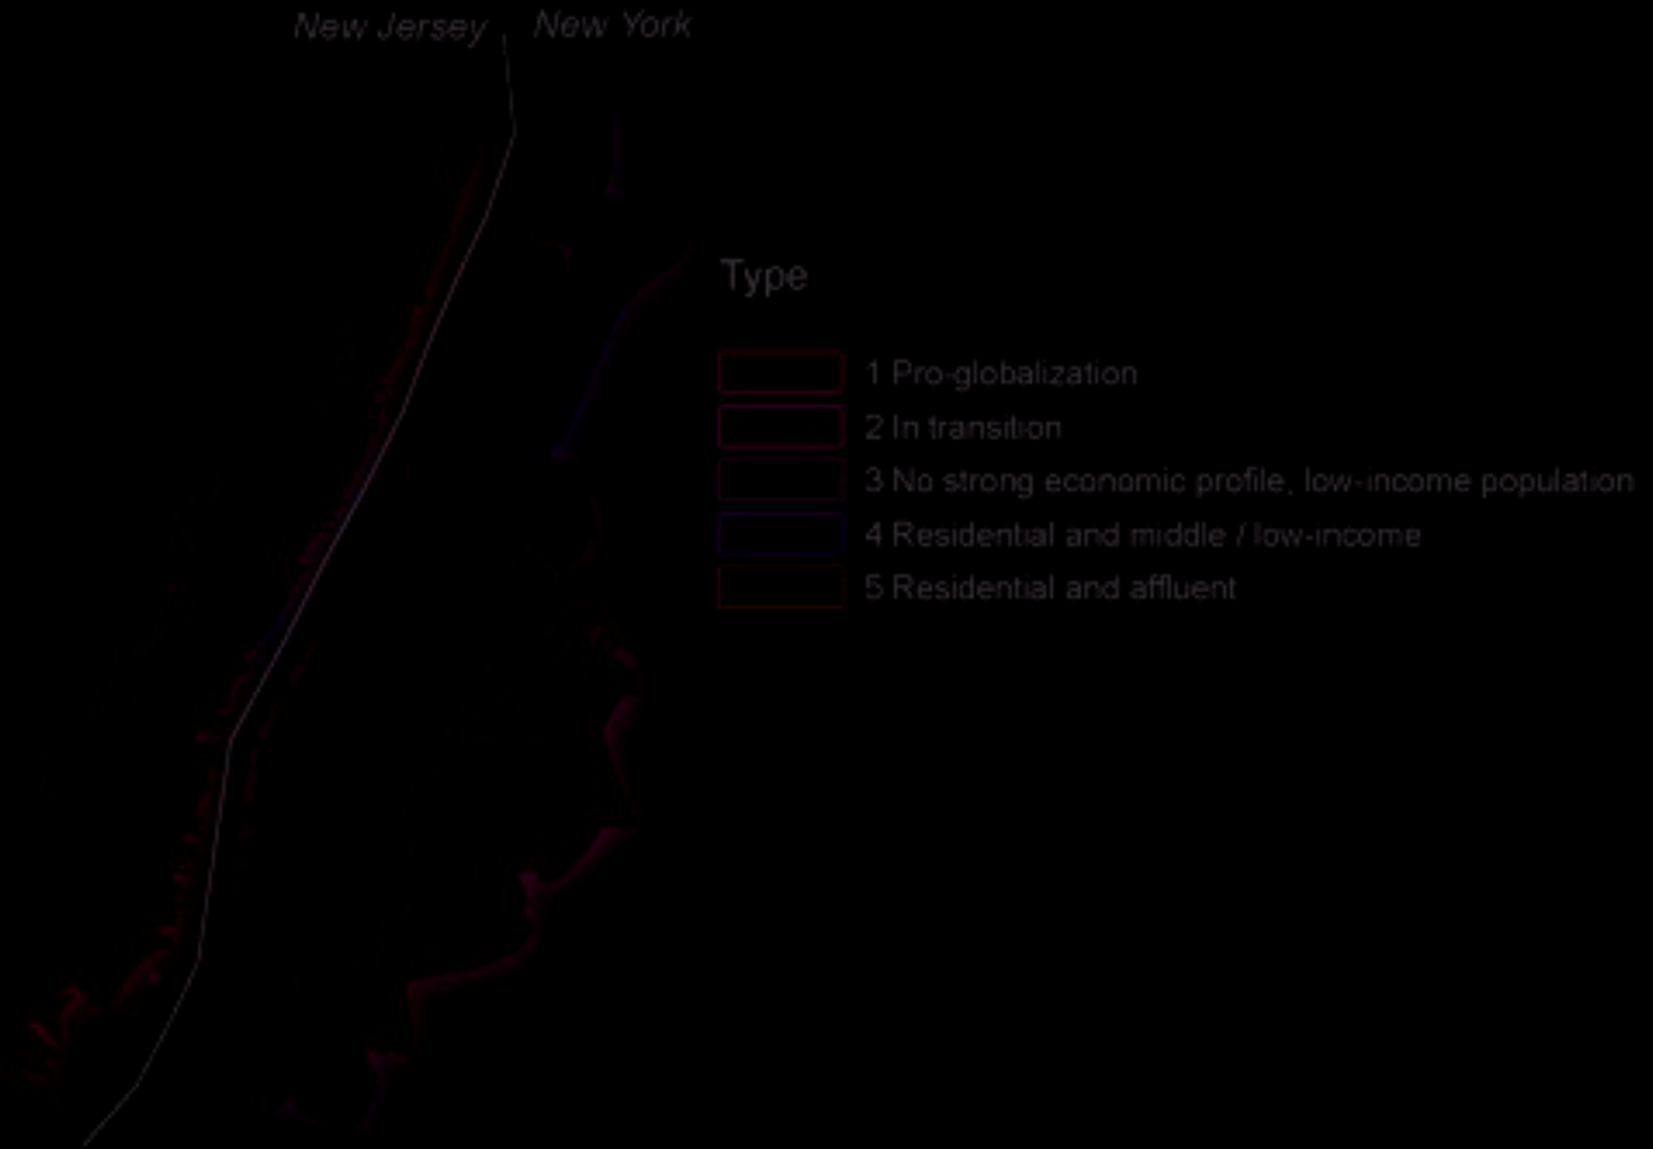 New Jersey New York
Type
1 Pro-globalization
2 In transition
3 No strong economic profile, low-income population
4 Residential and middle / low-income
5 Residential and affluent